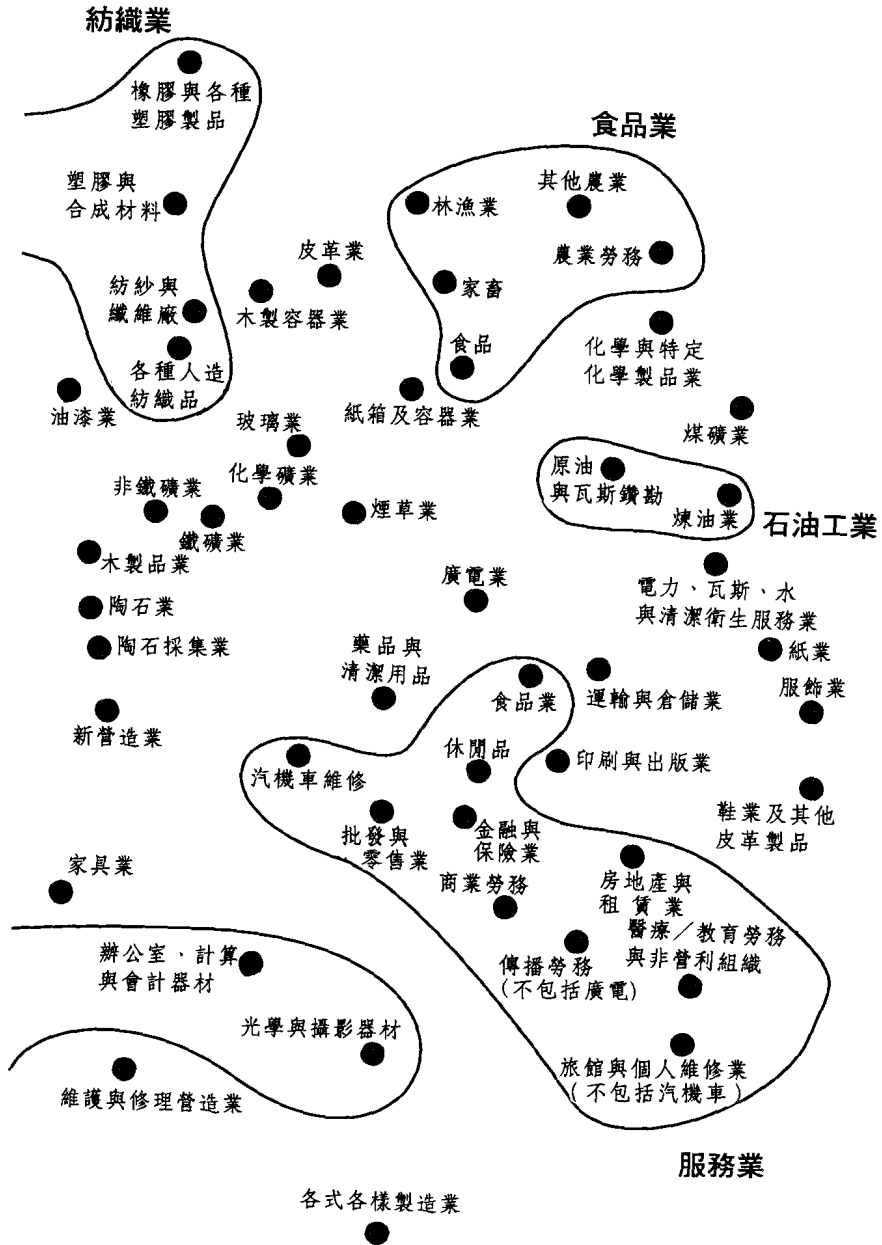 紡織業
橡膠與各種
塑膠製品
食品業
塑膠與
合成材料
其他農業
林漁業
農業勞務
皮革業
紡紗與
纖維廠
木製容器業
家畜
食品
化學與特定
化學製品業
各種人造
紡織品
油漆業
紙箱及容器業
玻璃業
煤礦業
化學礦業
原油
與瓦斯鑽勘
非鐵礦業
煙草業
煉油業
石油工業
鐵礦業
木製品業
廣電業
電力、瓦斯、水
與清潔衛生服務業
陶石業
陶石採集業
藥品與
清潔用品
紙業
食品業
運輸與倉儲業
服飾業
新營造業
休閒品
汽機車維修
印刷與出版業
批發與
零售業
金融與
保險業
鞋業及其他
皮革製品
家具業
商業勞務
房地產與
租賃業
醫療／教育勞務
與非營利組織
辦公室、計算
與會計器材
傳播勞務
(不包括廣電)
光學與攝影器材
旅館與個人維修業
(不包括汽機車)
維護與修理營造業
服務業
各式各樣製造業